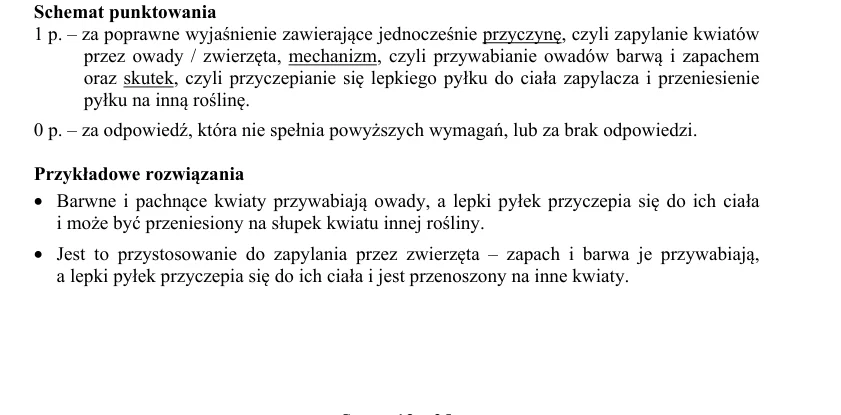 Schemat punktowania
1 p. – za poprawne wyjaśnienie zawierające jednocześnie przyczynę, czyli zapylanie kwiatów
przez owady / zwierzęta, mechanizm, czyli przywabianie owadów barwą i zapachem
oraz skutek, czyli przyczepianie się lepkiego pyłku do ciała zapylacza i przeniesienie
pyłku na inną roślinę.
0 p. – za odpowiedź, która nie spełnia powyższych wymagań, lub za brak odpowiedzi.
Przykładowe rozwiązania
• Barwne i pachnące kwiaty przywabiają owady, a lepki pyłek przyczepia się do ich ciała
i może być przeniesiony na słupek kwiatu innej rośliny.
• Jest to przystosowanie do zapylania przez zwierzęta – zapach i barwa je przywabiają,
a lepki pyłek przyczepia się do ich ciała i jest przenoszony na inne kwiaty.